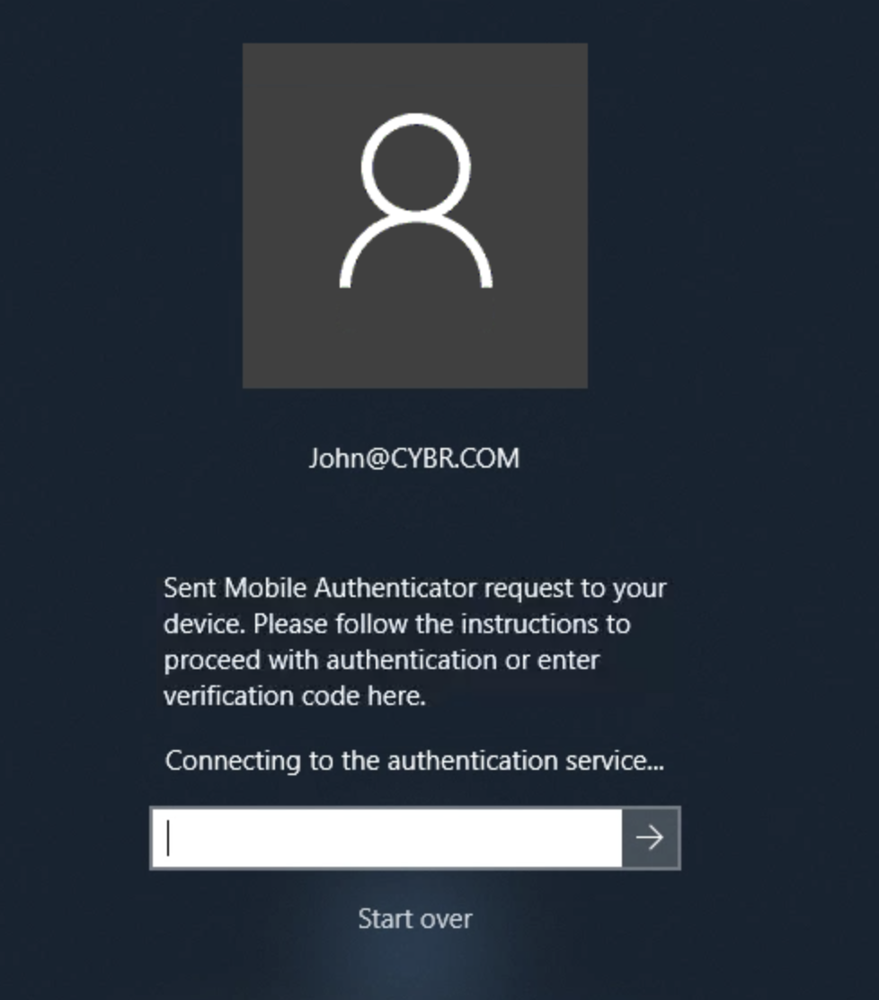 John@CYBR.COM
Sent Mobile Authenticator request to your
device. Please follow the instructions to
proceed with authentication or enter
verification code here.
Connecting to the authentication service...
Start over